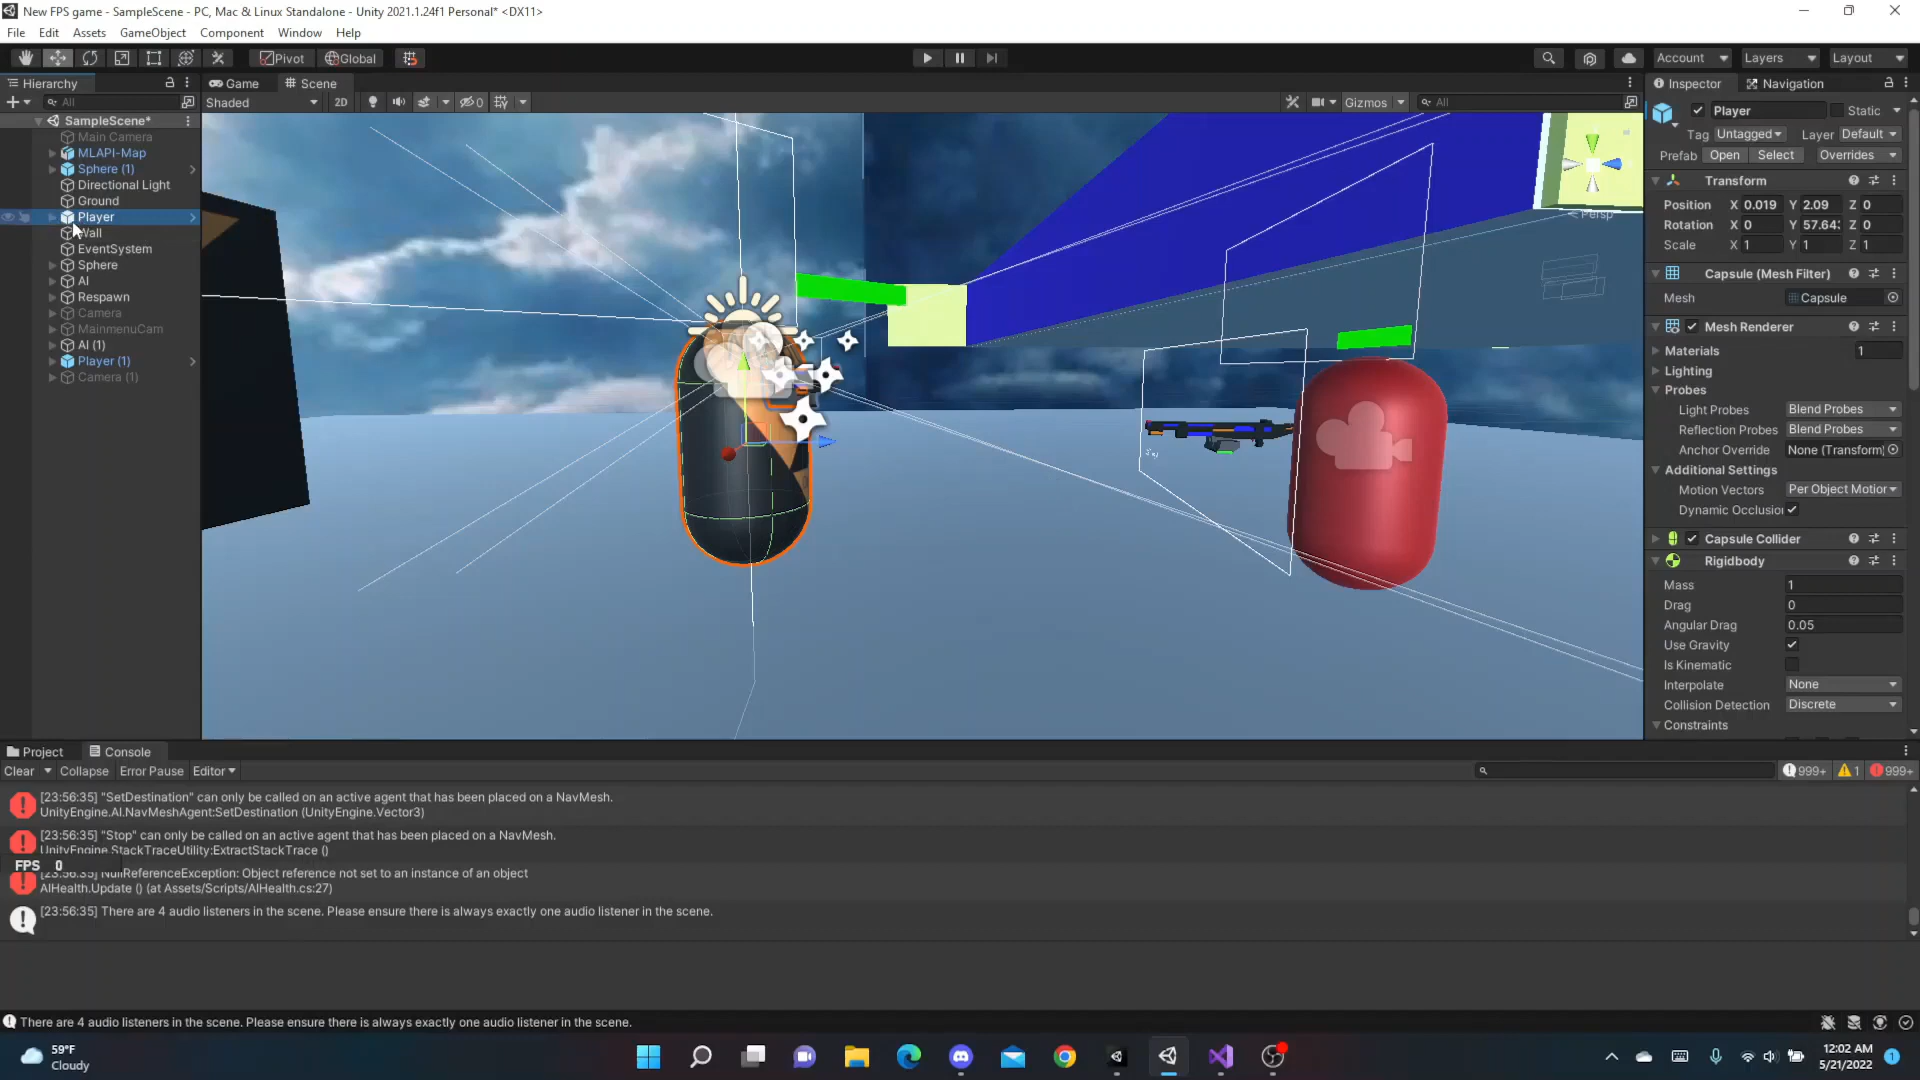 New FPS game - SampleScene - PC, Mac & Linux Standalone - Unity 2021.1.24f1 Personal* <DX11>
File Edit Assets GameObject Component Window Help
Pivot Global Account Layers Layout
Hierarchy Game Scene Inspector Navigation
All Shaded 2D 0 Gizmos All
SampleScene*
Main Camera
MLAPI-Map
Sphere (1)
Directional Light
Ground
Player
Wall
EventSystem
Sphere
AI
Respawn
Camera
MainmenuCam
AI (1)
Player (1)
Camera (1)
Persp
Player Static
Tag Untagged Layer Default
Prefab Open Select Overrides
Transform
Position X 0.019 Y 2.09 Z 0
Rotation X 0 Y 57.64 Z 0
Scale X 1 Y 1 Z 1
Capsule (Mesh Filter)
Mesh Capsule
Mesh Renderer
Materials 1
Lighting
Probes
Light Probes Blend Probes
Reflection Probes Blend Probes
Anchor Override None (Transform)
Additional Settings
Motion Vectors Per Object Motior
Dynamic Occlusion
Capsule Collider
Rigidbody
Mass 1
Drag 0
Angular Drag 0.05
Use Gravity
Is Kinematic
Interpolate None
Collision Detection Discrete
Constraints
Project Console
Clear Collapse Error Pause Editor 999+ 1 999+
[23:56:35] "SetDestination" can only be called on an active agent that has been placed on a NavMesh.
UnityEngine.AI.NavMeshAgent:SetDestination (UnityEngine.Vector3)
[23:56:35] "Stop" can only be called on an active agent that has been placed on a NavMesh.
UnityEngine.StackTraceUtility:ExtractStackTrace ()
FPS 0
[23:56:35] NullReferenceException: Object reference not set to an instance of an object
AIHealth.Update () (at Assets/Scripts/AIHealth.cs:27)
[23:56:35] There are 4 audio listeners in the scene. Please ensure there is always exactly one audio listener in the scene.
There are 4 audio listeners in the scene. Please ensure there is always exactly one audio listener in the scene.
59°F
Cloudy
12:02 AM
5/21/2022
1